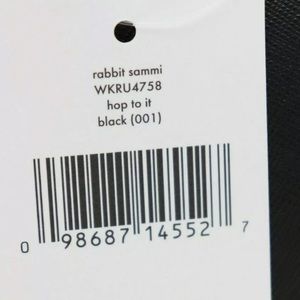 rabbit sammi
WKRU4758
hop to it
black (001)
0 98687 14552 7